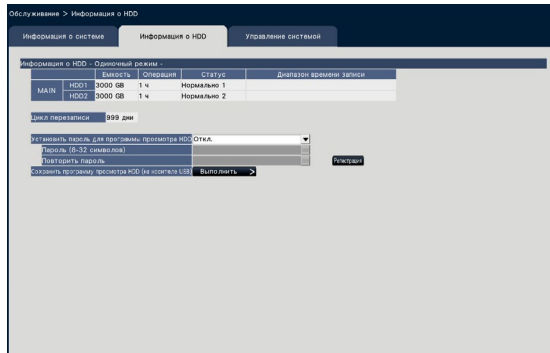 Обслуживание > Информация о HDD
Информация о системе Информация о HDD Управление системой
Информация о HDD - Одиночный режим -
Емкость Операция Статус Диапазон времени записи
MAIN HDD1 3000 GB 1 ч Нормально 1
HDD2 3000 GB 1 ч Нормально 2
Цикл перезаписи 999 дни
Установить пароль для программы просмотра HDD Откл.
Пароль (8-32 символов)
Повторить пароль Регистрация
Сохранить программу просмотра HDD (на носителе USB) Выполнить >